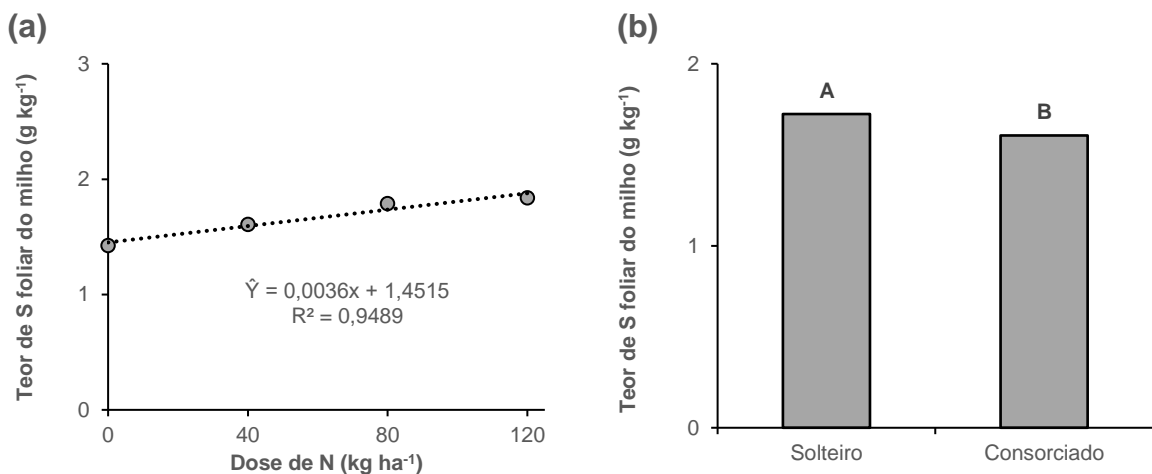 (a)
Teor de S foliar do milho (g kg⁻¹)
3
2
1
0
Ŷ = 0,0036x + 1,4515
R² = 0,9489
0 40 80 120
Dose de N (kg ha⁻¹)
(b)
Teor de S foliar do milho (g kg⁻¹)
2
1
0
A
B
Solteiro Consorciado